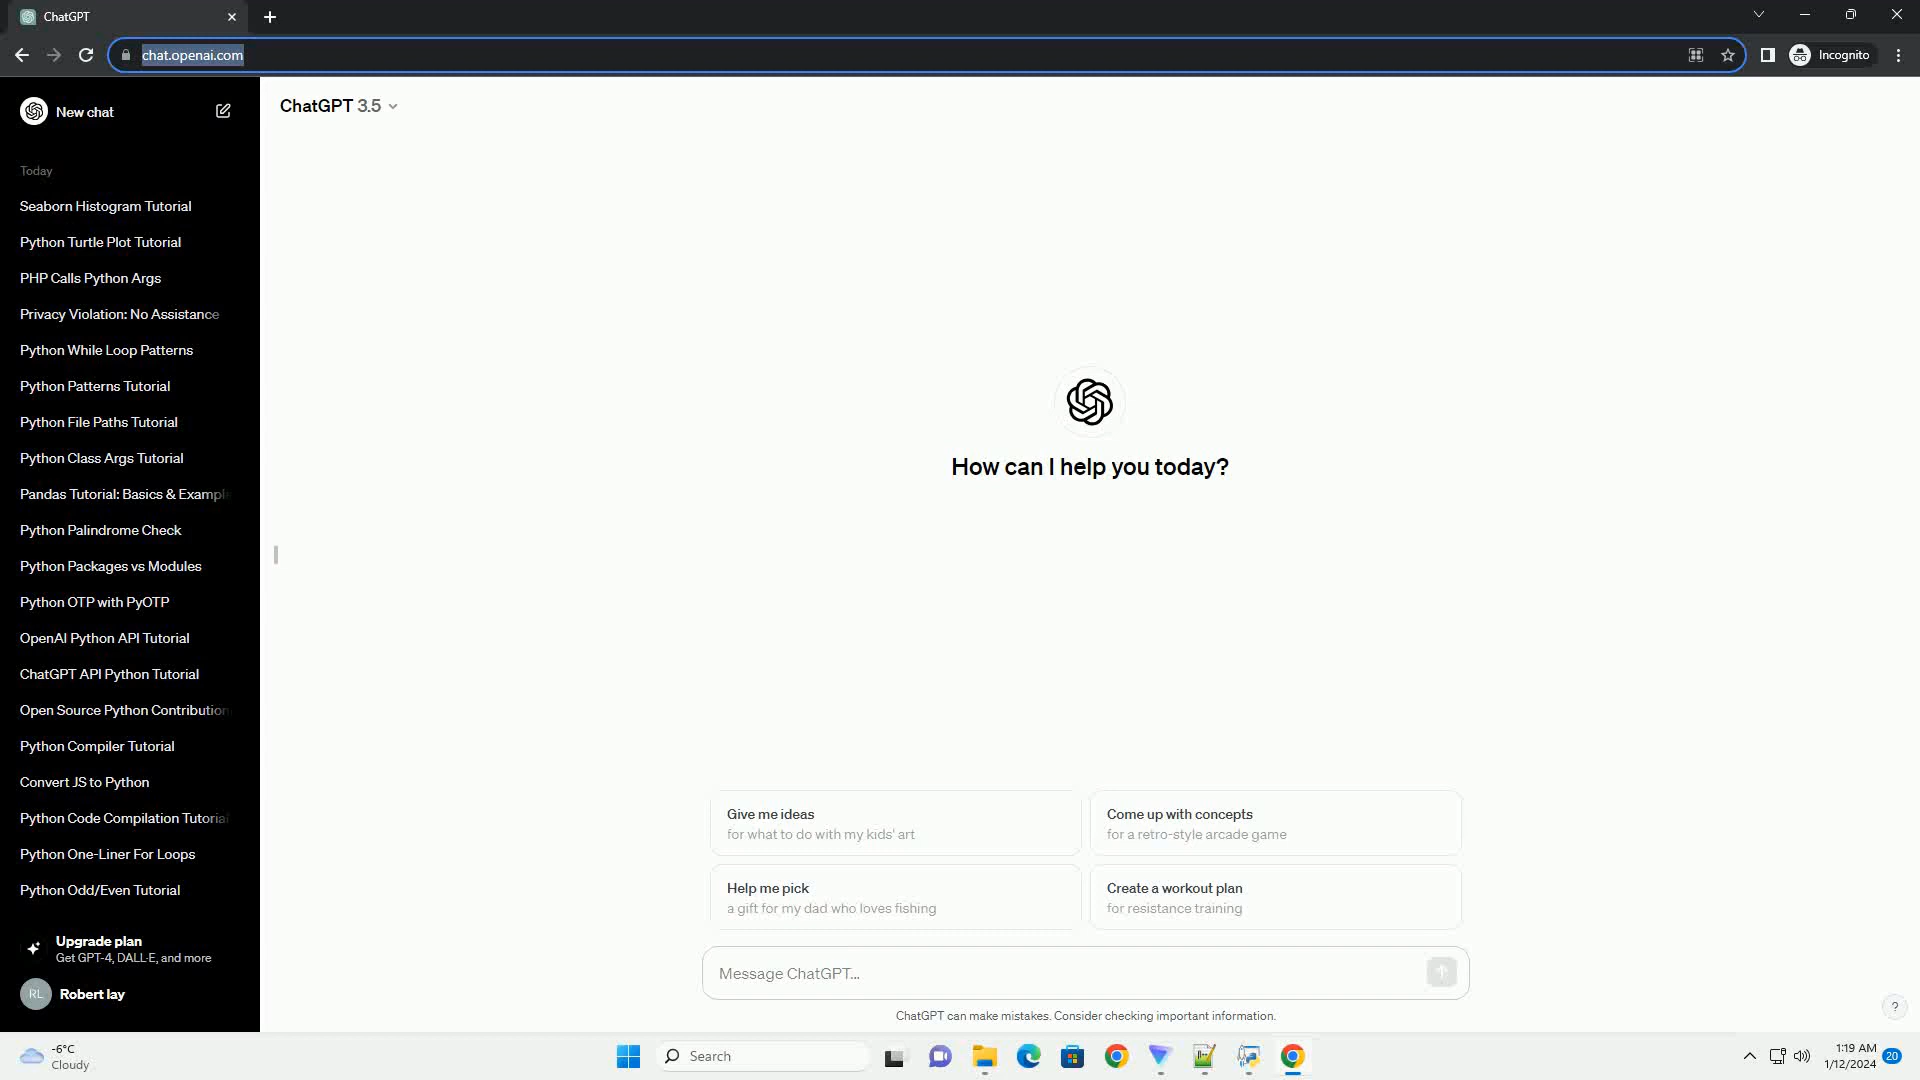 ChatGPT
chat.openai.com
Incognito
New chat
ChatGPT 3.5
Today
Seaborn Histogram Tutorial
Python Turtle Plot Tutorial
PHP Calls Python Args
Privacy Violation: No Assistance
Python While Loop Patterns
Python Patterns Tutorial
Python File Paths Tutorial
Python Class Args Tutorial
Pandas Tutorial: Basics & Exampl
Python Palindrome Check
Python Packages vs Modules
Python OTP with PyOTP
OpenAI Python API Tutorial
ChatGPT API Python Tutorial
Open Source Python Contribution
Python Compiler Tutorial
Convert JS to Python
Python Code Compilation Tutorial
Python One-Liner For Loops
Python Odd/Even Tutorial
Upgrade plan
Get GPT-4, DALL·E, and more
RL
Robert lay
How can I help you today?
Give me ideas
for what to do with my kids' art
Come up with concepts
for a retro-style arcade game
Help me pick
a gift for my dad who loves fishing
Create a workout plan
for resistance training
Message ChatGPT...
ChatGPT can make mistakes. Consider checking important information.
?
-6°C
Cloudy
Search
1:19 AM
1/12/2024
20